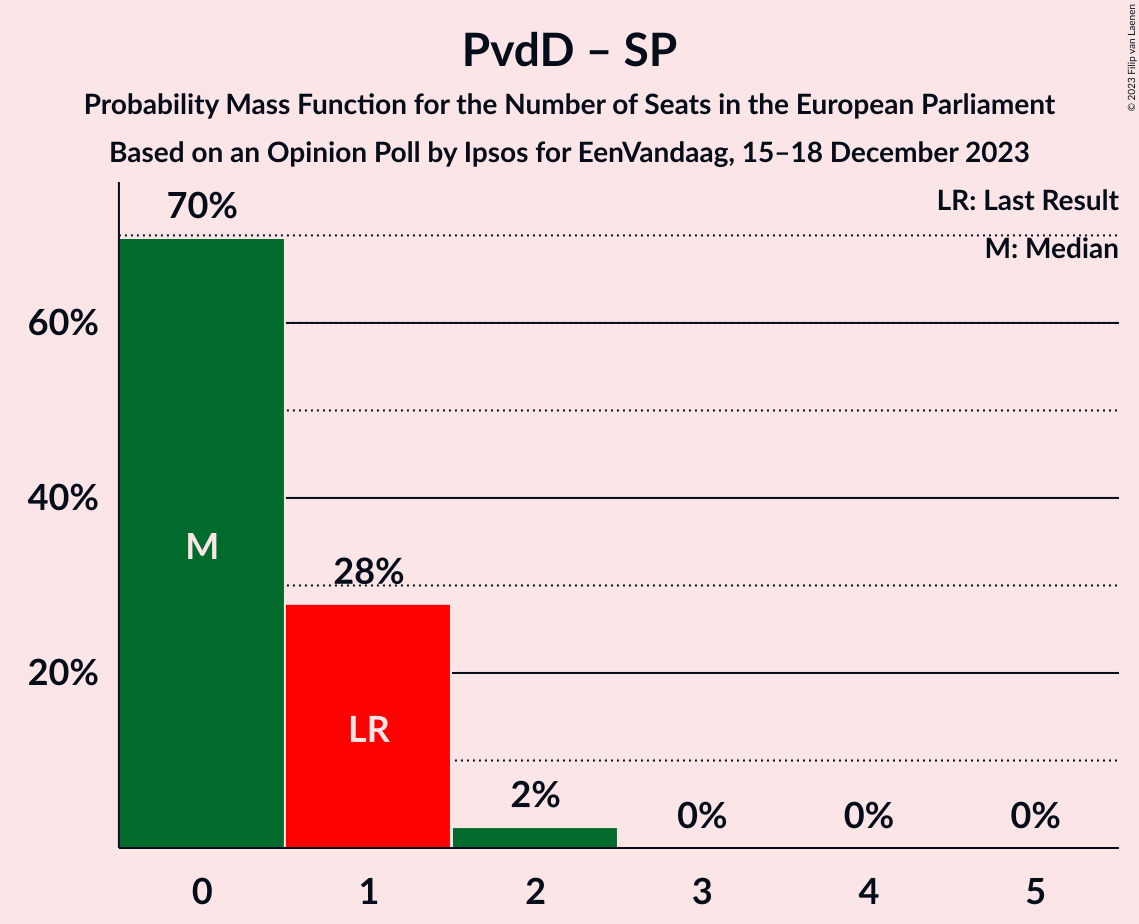 PvdD – SP
Probability Mass Function for the Number of Seats in the European Parliament
Based on an Opinion Poll by Ipsos for EenVandaag, 15–18 December 2023
© 2023 Filip van Laenen
LR: Last Result
M: Median
70%
60%
40%
20%
M
28%
LR
2%
0%
0%
0%
0 1 2 3 4 5